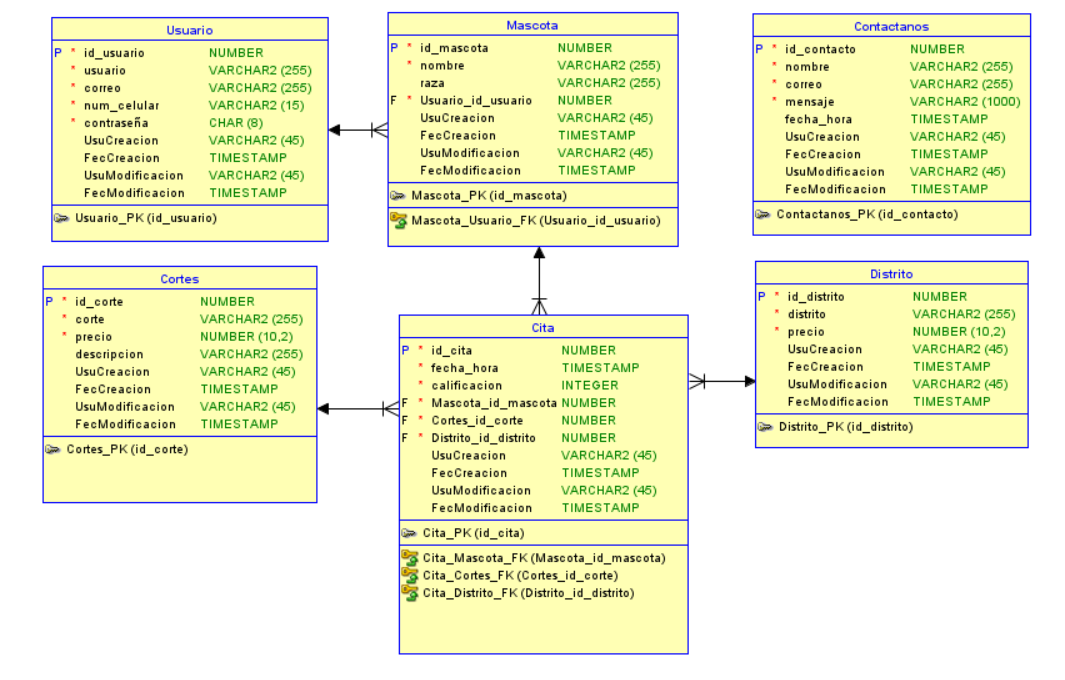 Usuario
P * id_usuario NUMBER
* usuario VARCHAR2 (255)
* correo VARCHAR2 (255)
* num_celular VARCHAR2 (15)
* contraseña CHAR (8)
UsuCreacion VARCHAR2 (45)
FecCreacion TIMESTAMP
UsuModificacion VARCHAR2 (45)
FecModificacion TIMESTAMP
Usuario_PK (id_usuario)
Mascota
P * id_mascota NUMBER
* nombre VARCHAR2 (255)
raza VARCHAR2 (255)
F * Usuario_id_usuario NUMBER
UsuCreacion VARCHAR2 (45)
FecCreacion TIMESTAMP
UsuModificacion VARCHAR2 (45)
FecModificacion TIMESTAMP
Mascota_PK (id_mascota)
Mascota_Usuario_FK (Usuario_id_usuario)
Contactanos
P * id_contacto NUMBER
* nombre VARCHAR2 (255)
* correo VARCHAR2 (255)
* mensaje VARCHAR2 (1000)
fecha_hora TIMESTAMP
UsuCreacion VARCHAR2 (45)
FecCreacion TIMESTAMP
UsuModificacion VARCHAR2 (45)
FecModificacion TIMESTAMP
Contactanos_PK (id_contacto)
Cortes
P * id_corte NUMBER
* corte VARCHAR2 (255)
* precio NUMBER (10,2)
descripcion VARCHAR2 (255)
UsuCreacion VARCHAR2 (45)
FecCreacion TIMESTAMP
UsuModificacion VARCHAR2 (45)
FecModificacion TIMESTAMP
Cortes_PK (id_corte)
Cita
P * id_cita NUMBER
* fecha_hora TIMESTAMP
* calificacion INTEGER
F * Mascota_id_mascota NUMBER
F * Cortes_id_corte NUMBER
F * Distrito_id_distrito NUMBER
UsuCreacion VARCHAR2 (45)
FecCreacion TIMESTAMP
UsuModificacion VARCHAR2 (45)
FecModificacion TIMESTAMP
Cita_PK (id_cita)
Cita_Mascota_FK (Mascota_id_mascota)
Cita_Cortes_FK (Cortes_id_corte)
Cita_Distrito_FK (Distrito_id_distrito)
Distrito
P * id_distrito NUMBER
* distrito VARCHAR2 (255)
* precio NUMBER (10,2)
UsuCreacion VARCHAR2 (45)
FecCreacion TIMESTAMP
UsuModificacion VARCHAR2 (45)
FecModificacion TIMESTAMP
Distrito_PK (id_distrito)